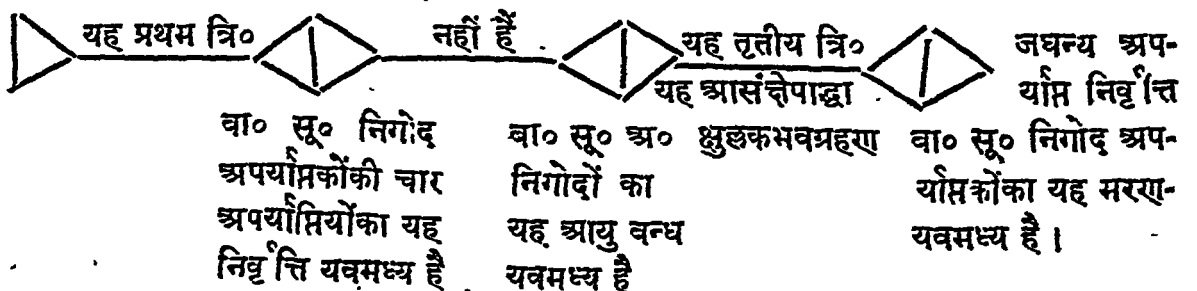 यह प्रथम त्रि० नहीं हैं यह तृतीय त्रि० जघन्य अप-
यह आसंक्षेपाद्धा र्याप्त निर्वृत्ति
वा० सू० निगोद बा० सू० अ० क्षुल्लकभवग्रहण वा० सू० निगोद अप-
अपर्याप्तकोंकी चार निगोदों का र्याप्तकोंका यह मरण-
अपर्याप्तियोंका यह यह आयु वन्ध यवमध्य है ।
निर्वृत्ति यवमध्य है यवमध्य है